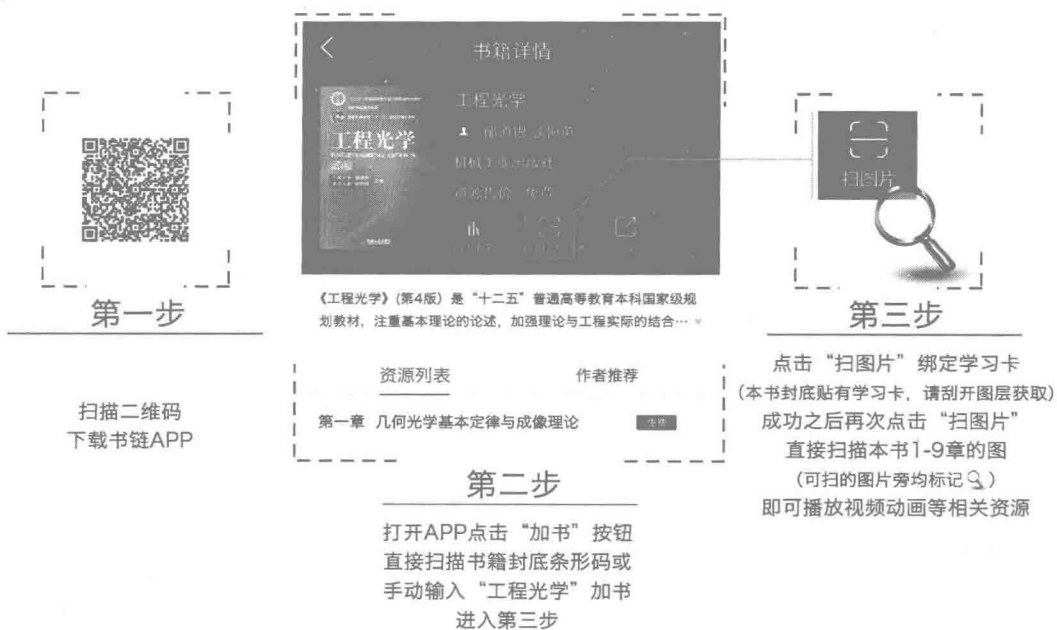 第一步
扫描二维码
下载书链APP
书籍详情
工程光学
工程光学
《工程光学》(第4版)是“十二五”普通高等教育本科国家级规
划教材，注重基本理论的论述，加强理论与工程实际的结合…
资源列表
作者推荐
第一章 几何光学基本定律与成像理论
免费
第二步
打开APP点击“加书”按钮
直接扫描书籍封底条形码或
手动输入“工程光学”加书
进入第三步
扫图片
第三步
点击“扫图片”绑定学习卡
(本书封底贴有学习卡，请刮开图层获取)
成功之后再次点击“扫图片”
直接扫描本书1-9章的图
(可扫的图片旁均标记)
即可播放视频动画等相关资源